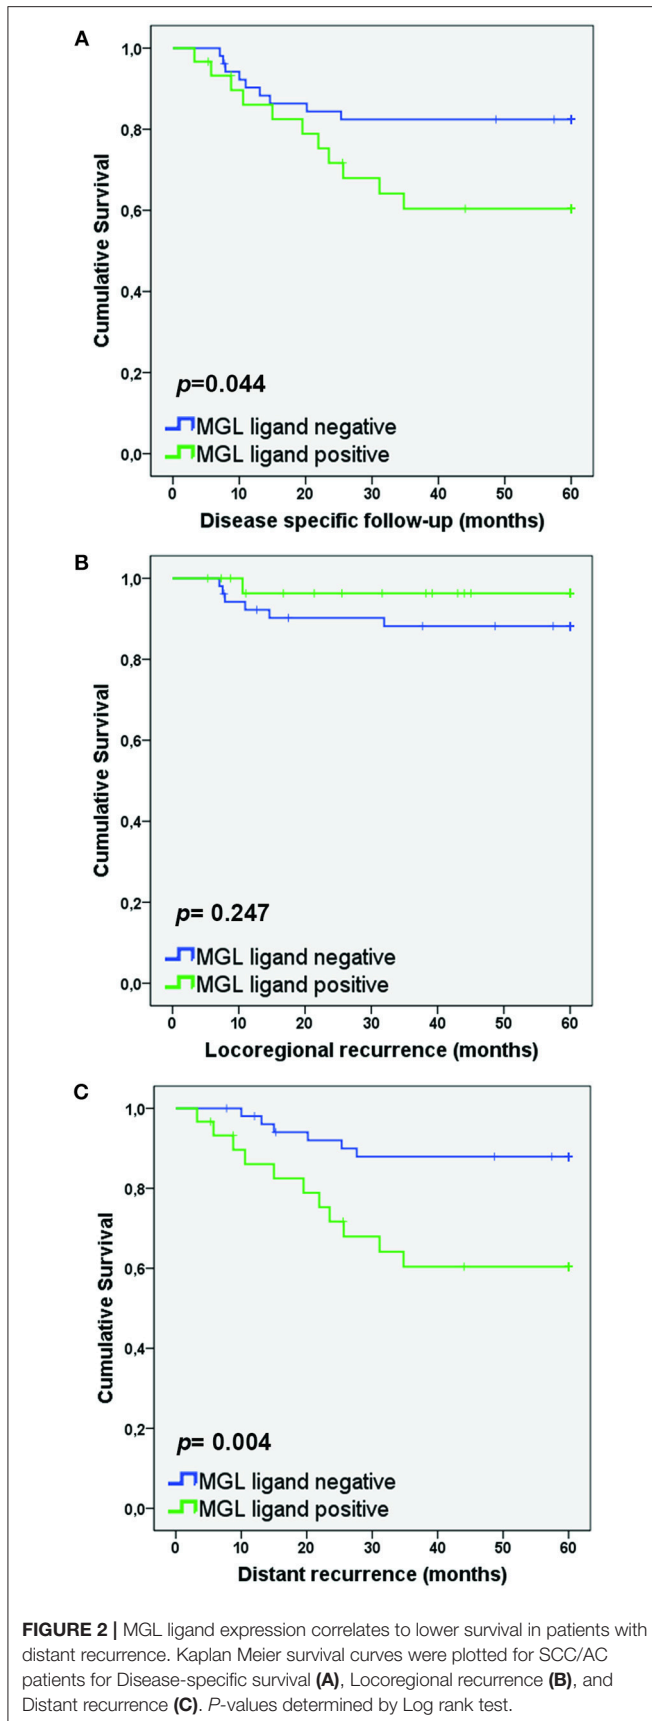 A
1,0
0,8
0,6
0,4
0,2
0,0
Cumulative Survival
p=0.044
MGL ligand negative
MGL ligand positive
0 10 20 30 40 50 60
Disease specific follow-up (months)
B
1,0
0,8
0,6
0,4
0,2
0,0
Cumulative Survival
p= 0.247
MGL ligand negative
MGL ligand positive
0 10 20 30 40 50 60
Locoregional recurrence (months)
C
1,0
0,8
0,6
0,4
0,2
0,0
Cumulative Survival
p= 0.004
MGL ligand negative
MGL ligand positive
0 10 20 30 40 50 60
Distant recurrence (months)
FIGURE 2 | MGL ligand expression correlates to lower survival in patients with
distant recurrence. Kaplan Meier survival curves were plotted for SCC/AC
patients for Disease-specific survival (A), Locoregional recurrence (B), and
Distant recurrence (C). P-values determined by Log rank test.